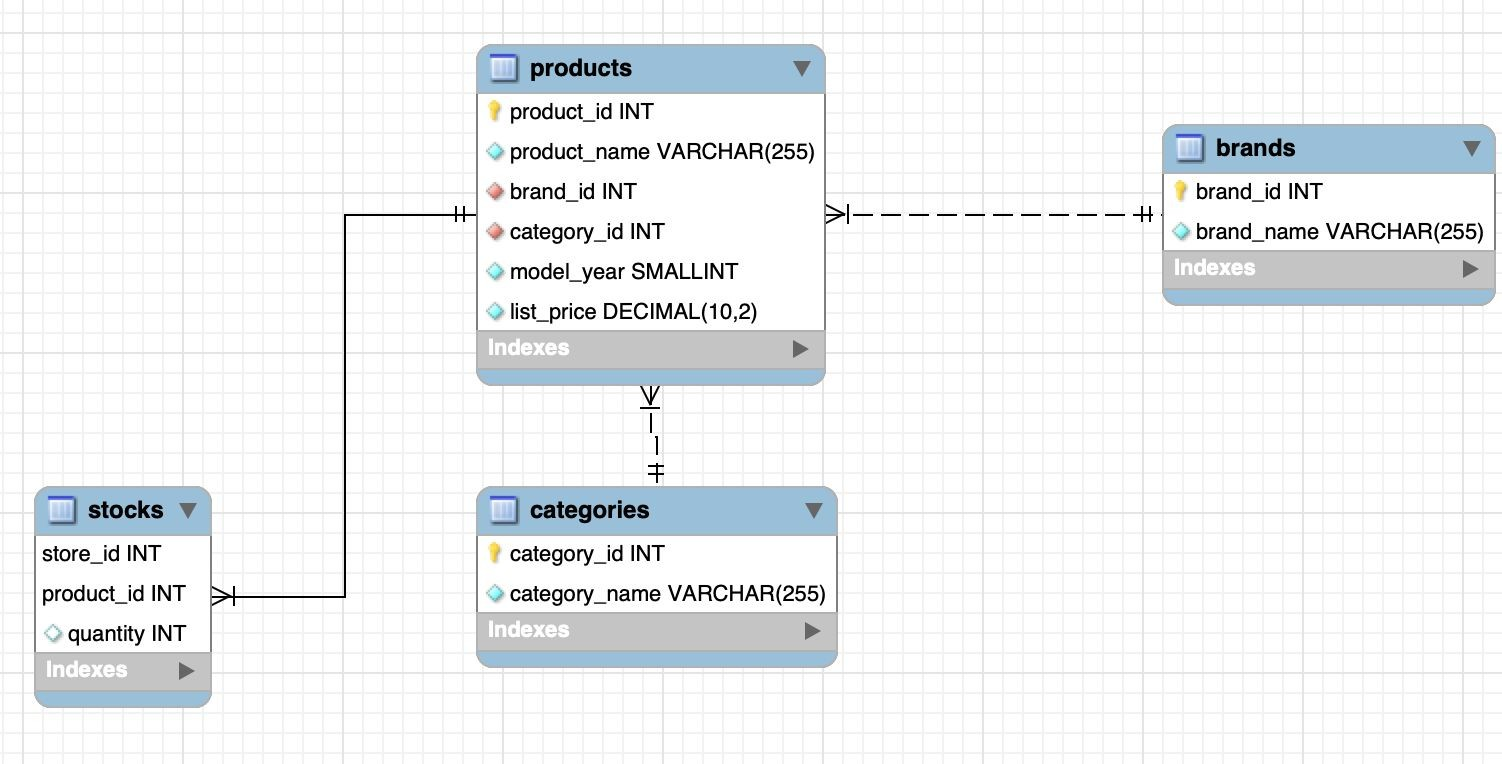 products
product_id INT
product_name VARCHAR(255)
brand_id INT
category_id INT
model_year SMALLINT
list_price DECIMAL(10,2)
Indexes
brands
brand_id INT
brand_name VARCHAR(255)
Indexes
stocks
store_id INT
product_id INT
quantity INT
Indexes
categories
category_id INT
category_name VARCHAR(255)
Indexes